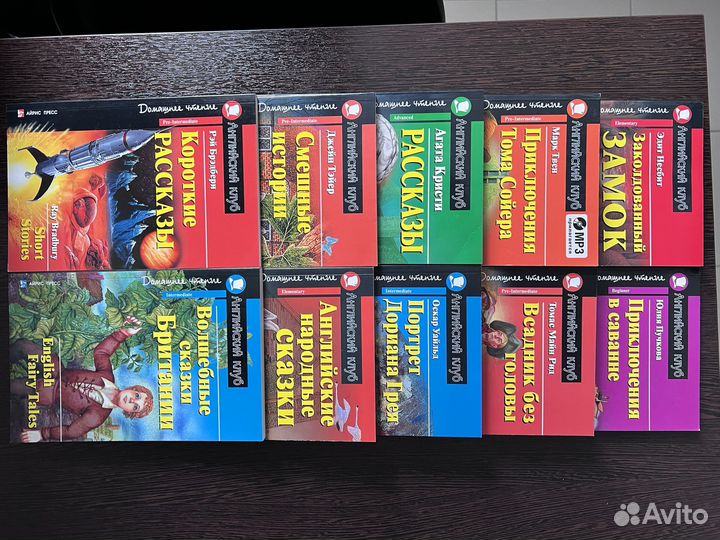 АЙРИС ПРЕСС
Домашнее чтение
Pre-Intermediate
Английский клуб
Рэй Брэдбери
Короткие
РАССКАЗЫ
Ray Bradbury
Short
Stories
Домашнее чтение
Pre-Intermediate
Английский клуб
Джеймс Тэйер
Смешные
истории
Домашнее чтение
Advanced
Английский клуб
Агата Кристи
РАССКАЗЫ
Домашнее чтение
Pre-Intermediate
Английский клуб
Марк Твен
Приключения
Тома Сойера
MP3
прилагается
Домашнее чтение
Elementary
Английский клуб
Эдит Несбит
Заколдованный
ЗАМОК
АЙРИС ПРЕСС
Домашнее чтение
Intermediate
Английский клуб
Волшебные
сказки
Британии
English
Fairy Tales
Домашнее чтение
Elementary
Английский клуб
Английские
народные
сказки
Домашнее чтение
Intermediate
Английский клуб
Оскар Уайльд
Портрет
Дориана Грея
Домашнее чтение
Pre-Intermediate
Английский клуб
Томас Майн Рид
Всадник без
головы
Домашнее чтение
Beginner
Английский клуб
Юлия Пучкова
Приключения
в саванне
Avito